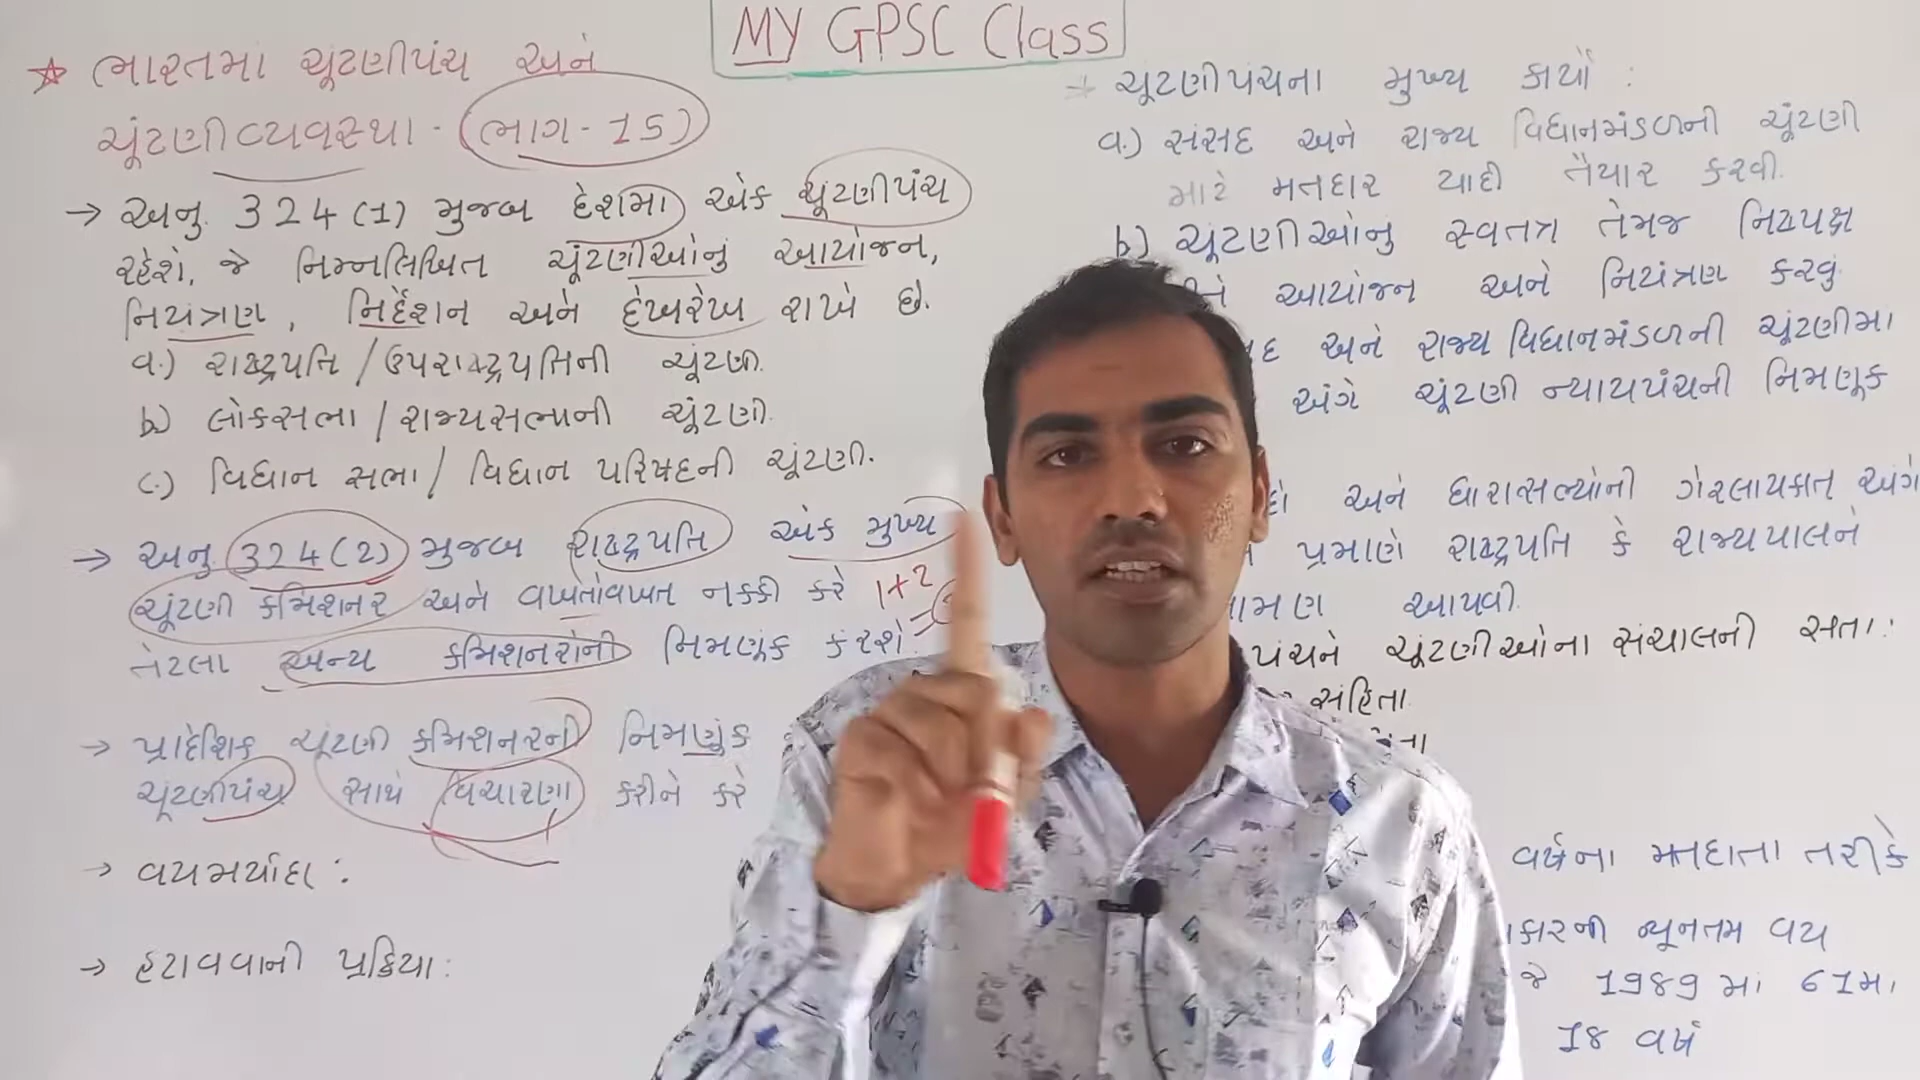 MY GPSC Class
☆ ભારતમાં ચૂંટણીપંચ અને
ચૂંટણી વ્યવસ્થા - (ભાગ - 15)
→ અનુ. 324(1) મુજબ દેશમાં એક ચૂંટણીપંચ
રહેશે, જે નિમ્નલિખિત ચૂંટણીઓનું આયોજન,
નિયંત્રણ, નિર્દેશન અને દેખરેખ રાખે છે.
a.) રાષ્ટ્રપતિ / ઉપરાષ્ટ્રપતિની ચૂંટણી.
b.) લોકસભા / રાજ્યસભાની ચૂંટણી.
c.) વિધાન સભા / વિધાન પરિષદની ચૂંટણી.
→ અનુ. 324(2) મુજબ રાષ્ટ્રપતિ એક મુખ્ય
ચૂંટણી કમિશનર અને વખતોવખત નક્કી કરે
તેટલા અન્ય કમિશનરોની નિમણૂંક કરશે.
1+2
=
→ પ્રાદેશિક ચૂંટણી કમિશનરની નિમણુંક
ચૂંટણીપંચ સાથે વિચારણા કરીને કરે
→ વયમર્યાદા :
→ હટાવવાની પ્રક્રિયા :
ચૂંટણીપંચના મુખ્ય કાર્યો :
a.) સંસદ અને રાજ્ય વિધાનમંડળની ચૂંટણી
માટે મતદાર યાદી તૈયાર કરવી.
b) ચૂંટણીઓનુ સ્વતત્ર તેમજ નિષ્પક્ષ
આયોજન અને નિયંત્રણ કરવું.
અને રાજ્ય વિધાનમંડળની ચૂંટણીમા
અંગે ચૂંટણી ન્યાયપંચની નિમણૂક
અને ધારાસભ્યોની ગેરલાયકાત અંગે
પ્રમાણે રાષ્ટ્રપતિ કે રાજ્યપાલને
આપવી.
પંચને ચૂંટણીઓના સંચાલનની સતા :
સંહિતા
વર્ષના મતદાતા તરીકે
ન્યૂનતમ વય
જે 1989 માં 61મા
18 વર્ષ